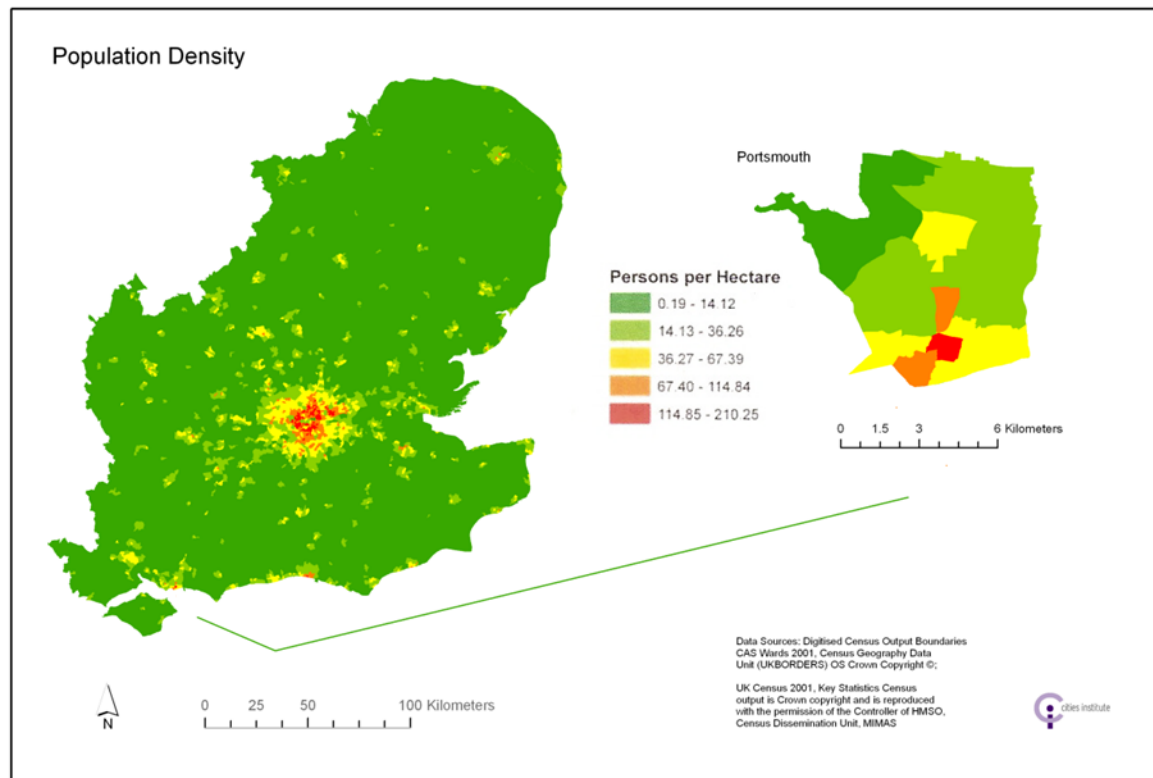 Population Density
Portsmouth
Persons per Hectare
0.19 - 14.12
14.13 - 36.26
36.27 - 67.39
67.40 - 114.84
114.85 - 210.25
0 1.5 3 6 Kilometers
N
0 25 50 100 Kilometers
Data Sources: Digitised Census Output Boundaries
CAS Wards 2001, Census Geography Data
Unit (UKBORDERS) OS Crown Copyright ©;
UK Census 2001, Key Statistics Census
output is Crown copyright and is reproduced
with the permission of the Controller of HMSO,
Census Dissemination Unit, MIMAS
cities institute